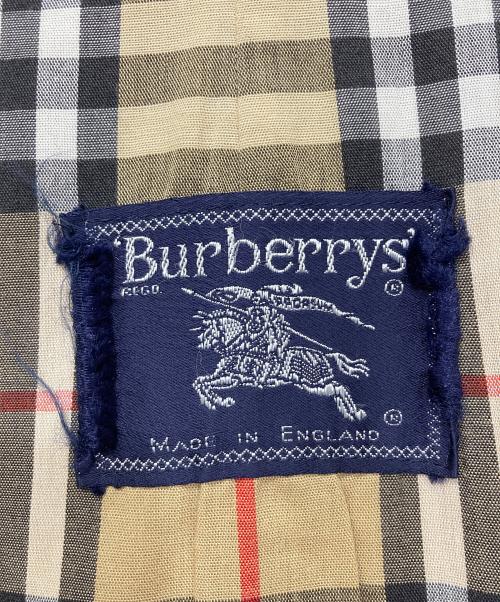 'Burberrys'
REGD ®
PRORSUM
®
MADE IN ENGLAND